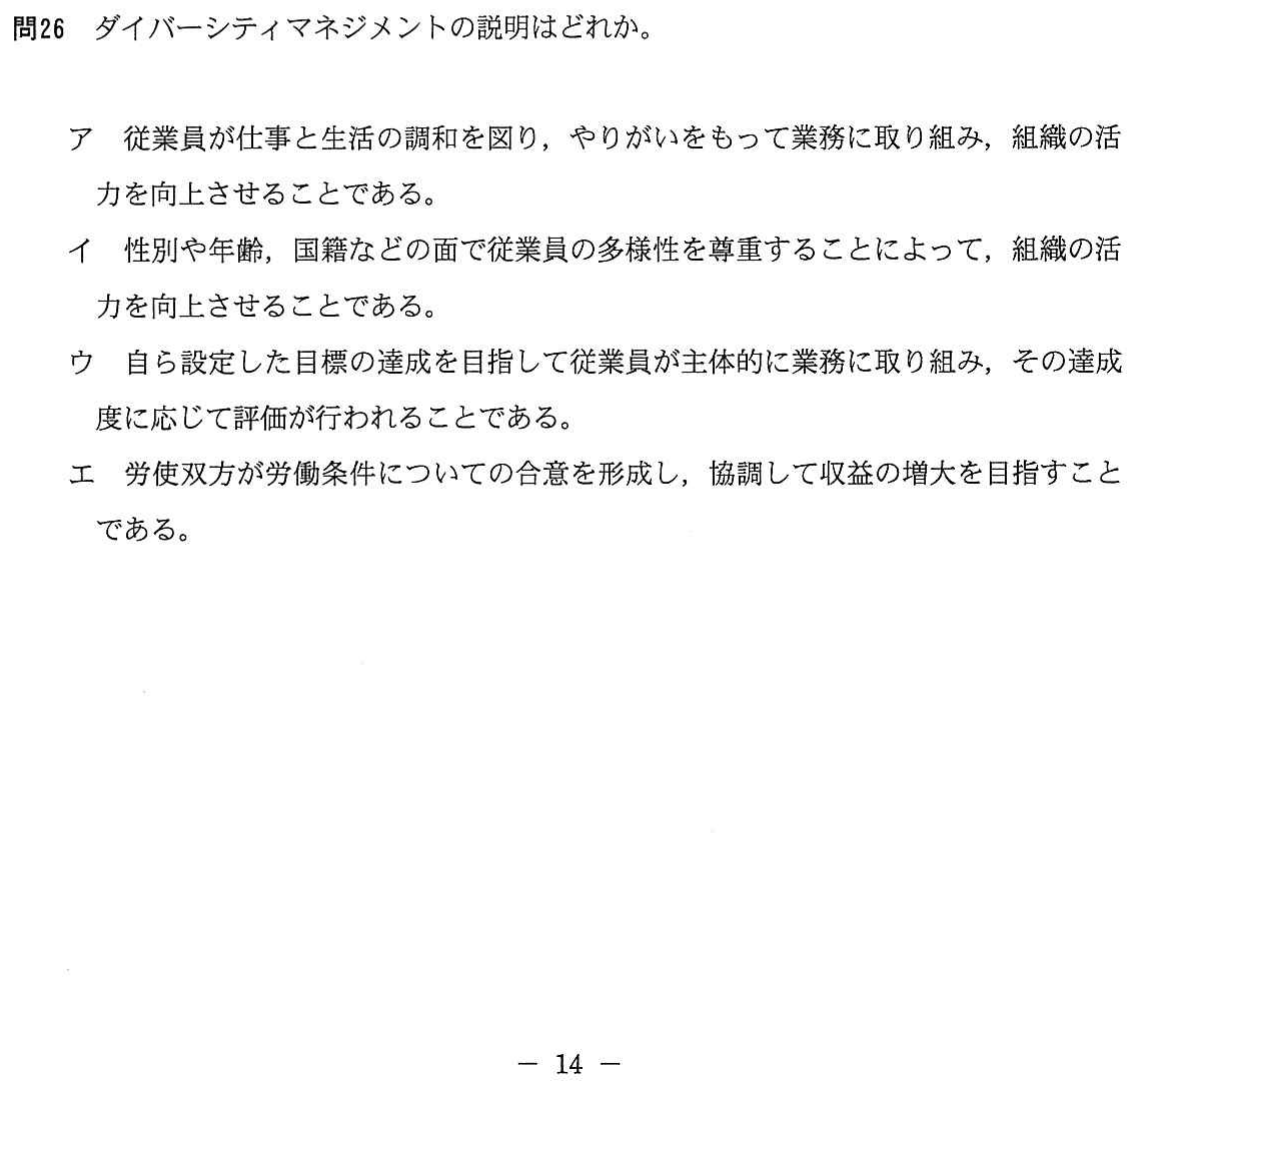 問26　ダイバーシティマネジメントの説明はどれか。
ア　従業員が仕事と生活の調和を図り，やりがいをもって業務に取り組み，組織の活
力を向上させることである。
イ　性別や年齢，国籍などの面で従業員の多様性を尊重することによって，組織の活
力を向上させることである。
ウ　自ら設定した目標の達成を目指して従業員が主体的に業務に取り組み，その達成
度に応じて評価が行われることである。
エ　労使双方が労働条件についての合意を形成し，協調して収益の増大を目指すこと
である。
－ 14 －